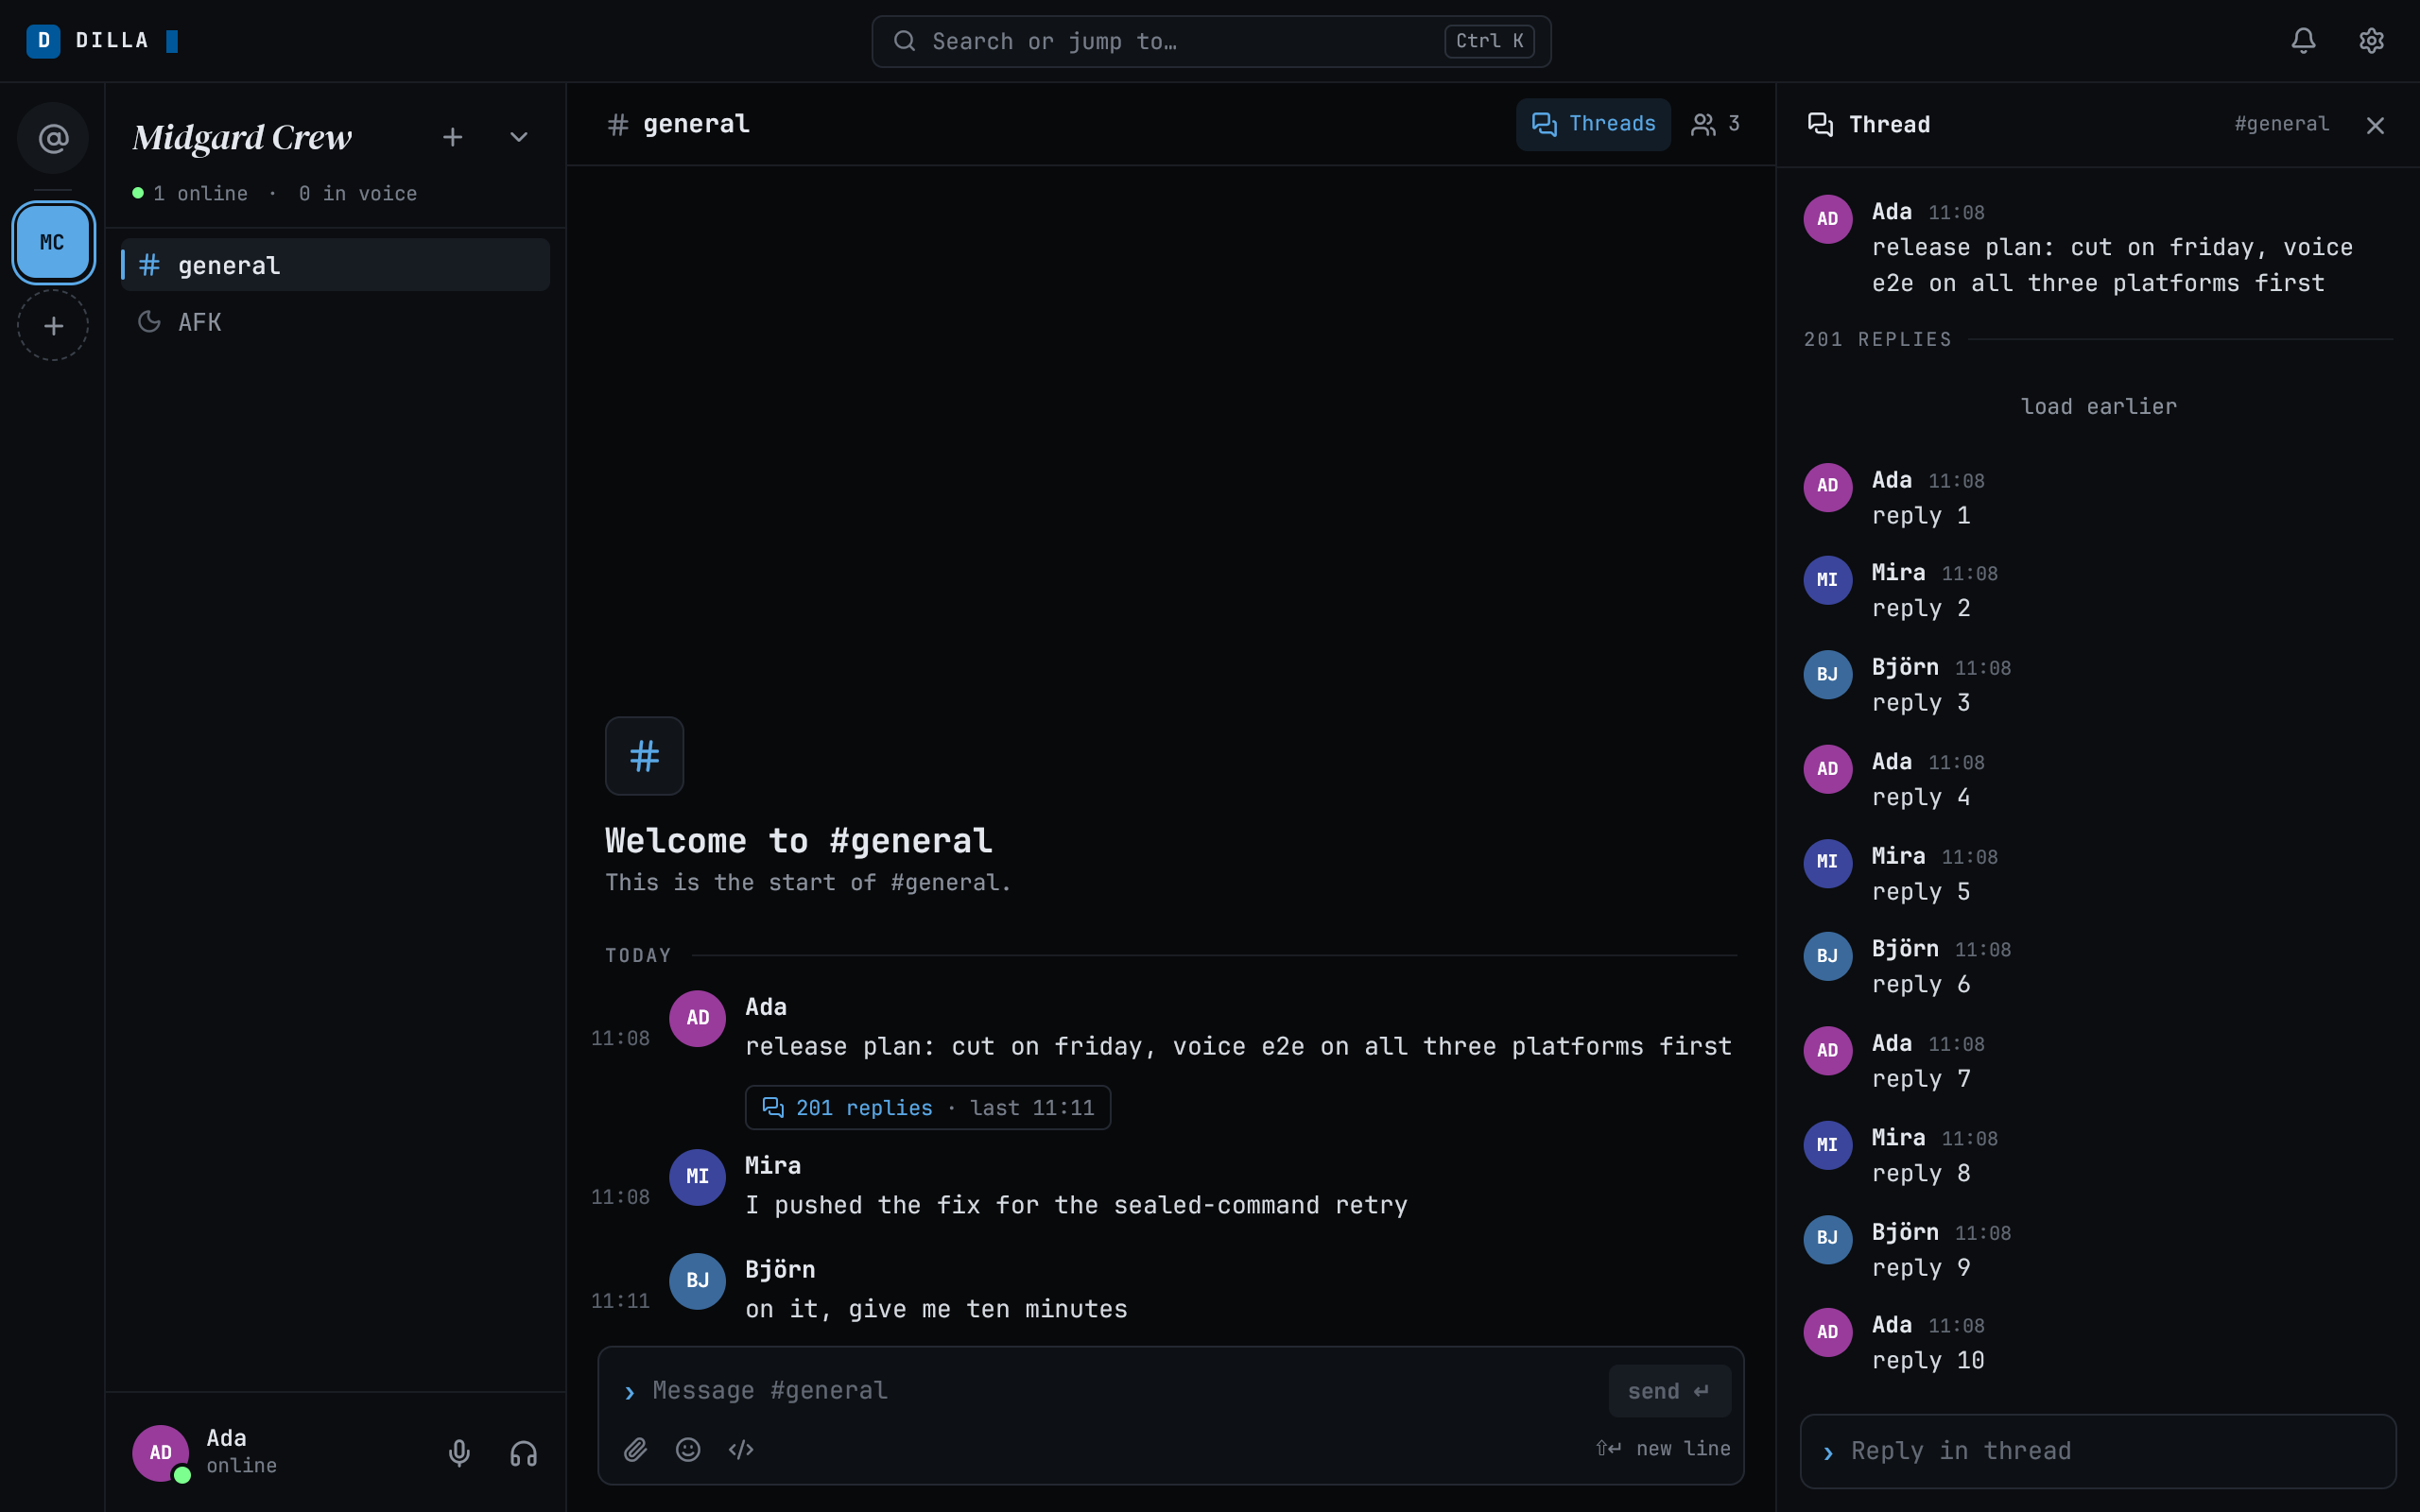 D DILLA
Search or jump to…
Ctrl K
@
Midgard Crew
1 online · 0 in voice
MC
# general
AFK
# general
Threads
3
#
Welcome to #general
This is the start of #general.
TODAY
AD Ada
11:08
release plan: cut on friday, voice e2e on all three platforms first
201 replies · last 11:11
MI Mira
11:08
I pushed the fix for the sealed-command retry
BJ Björn
11:11
on it, give me ten minutes
› Message #general
send ↵
⇧↵ new line
AD Ada
online
Thread
#general
AD Ada 11:08
release plan: cut on friday, voice
e2e on all three platforms first
201 REPLIES
load earlier
AD Ada 11:08
reply 1
MI Mira 11:08
reply 2
BJ Björn 11:08
reply 3
AD Ada 11:08
reply 4
MI Mira 11:08
reply 5
BJ Björn 11:08
reply 6
AD Ada 11:08
reply 7
MI Mira 11:08
reply 8
BJ Björn 11:08
reply 9
AD Ada 11:08
reply 10
› Reply in thread